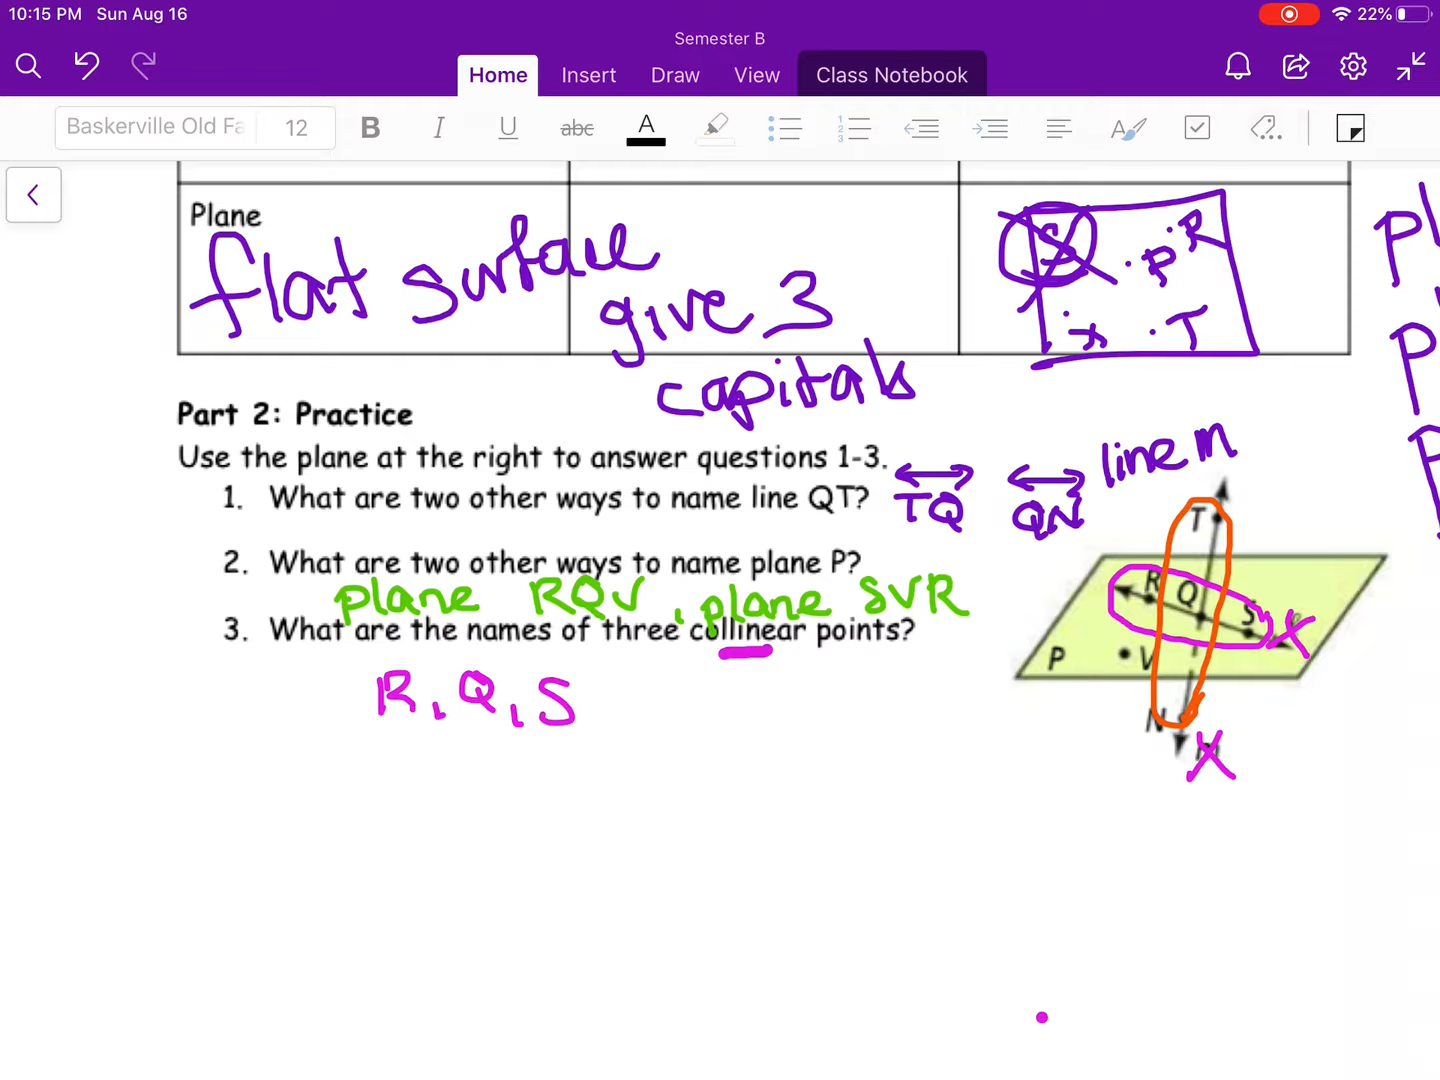 10:15 PM Sun Aug 16
22%
Semester B
Home Insert Draw View Class Notebook
Baskerville Old Fa 12 B I U abc A
Plane
flat surface
give 3
capitals
S P R
x T
Pl
P
P
Part 2: Practice
Use the plane at the right to answer questions 1-3.
1. What are two other ways to name line QT? TQ QN line m
2. What are two other ways to name plane P?
plane RQV, plane SVR
3. What are the names of three collinear points?
R, Q, S
T
R Q S
P V
N
X
X